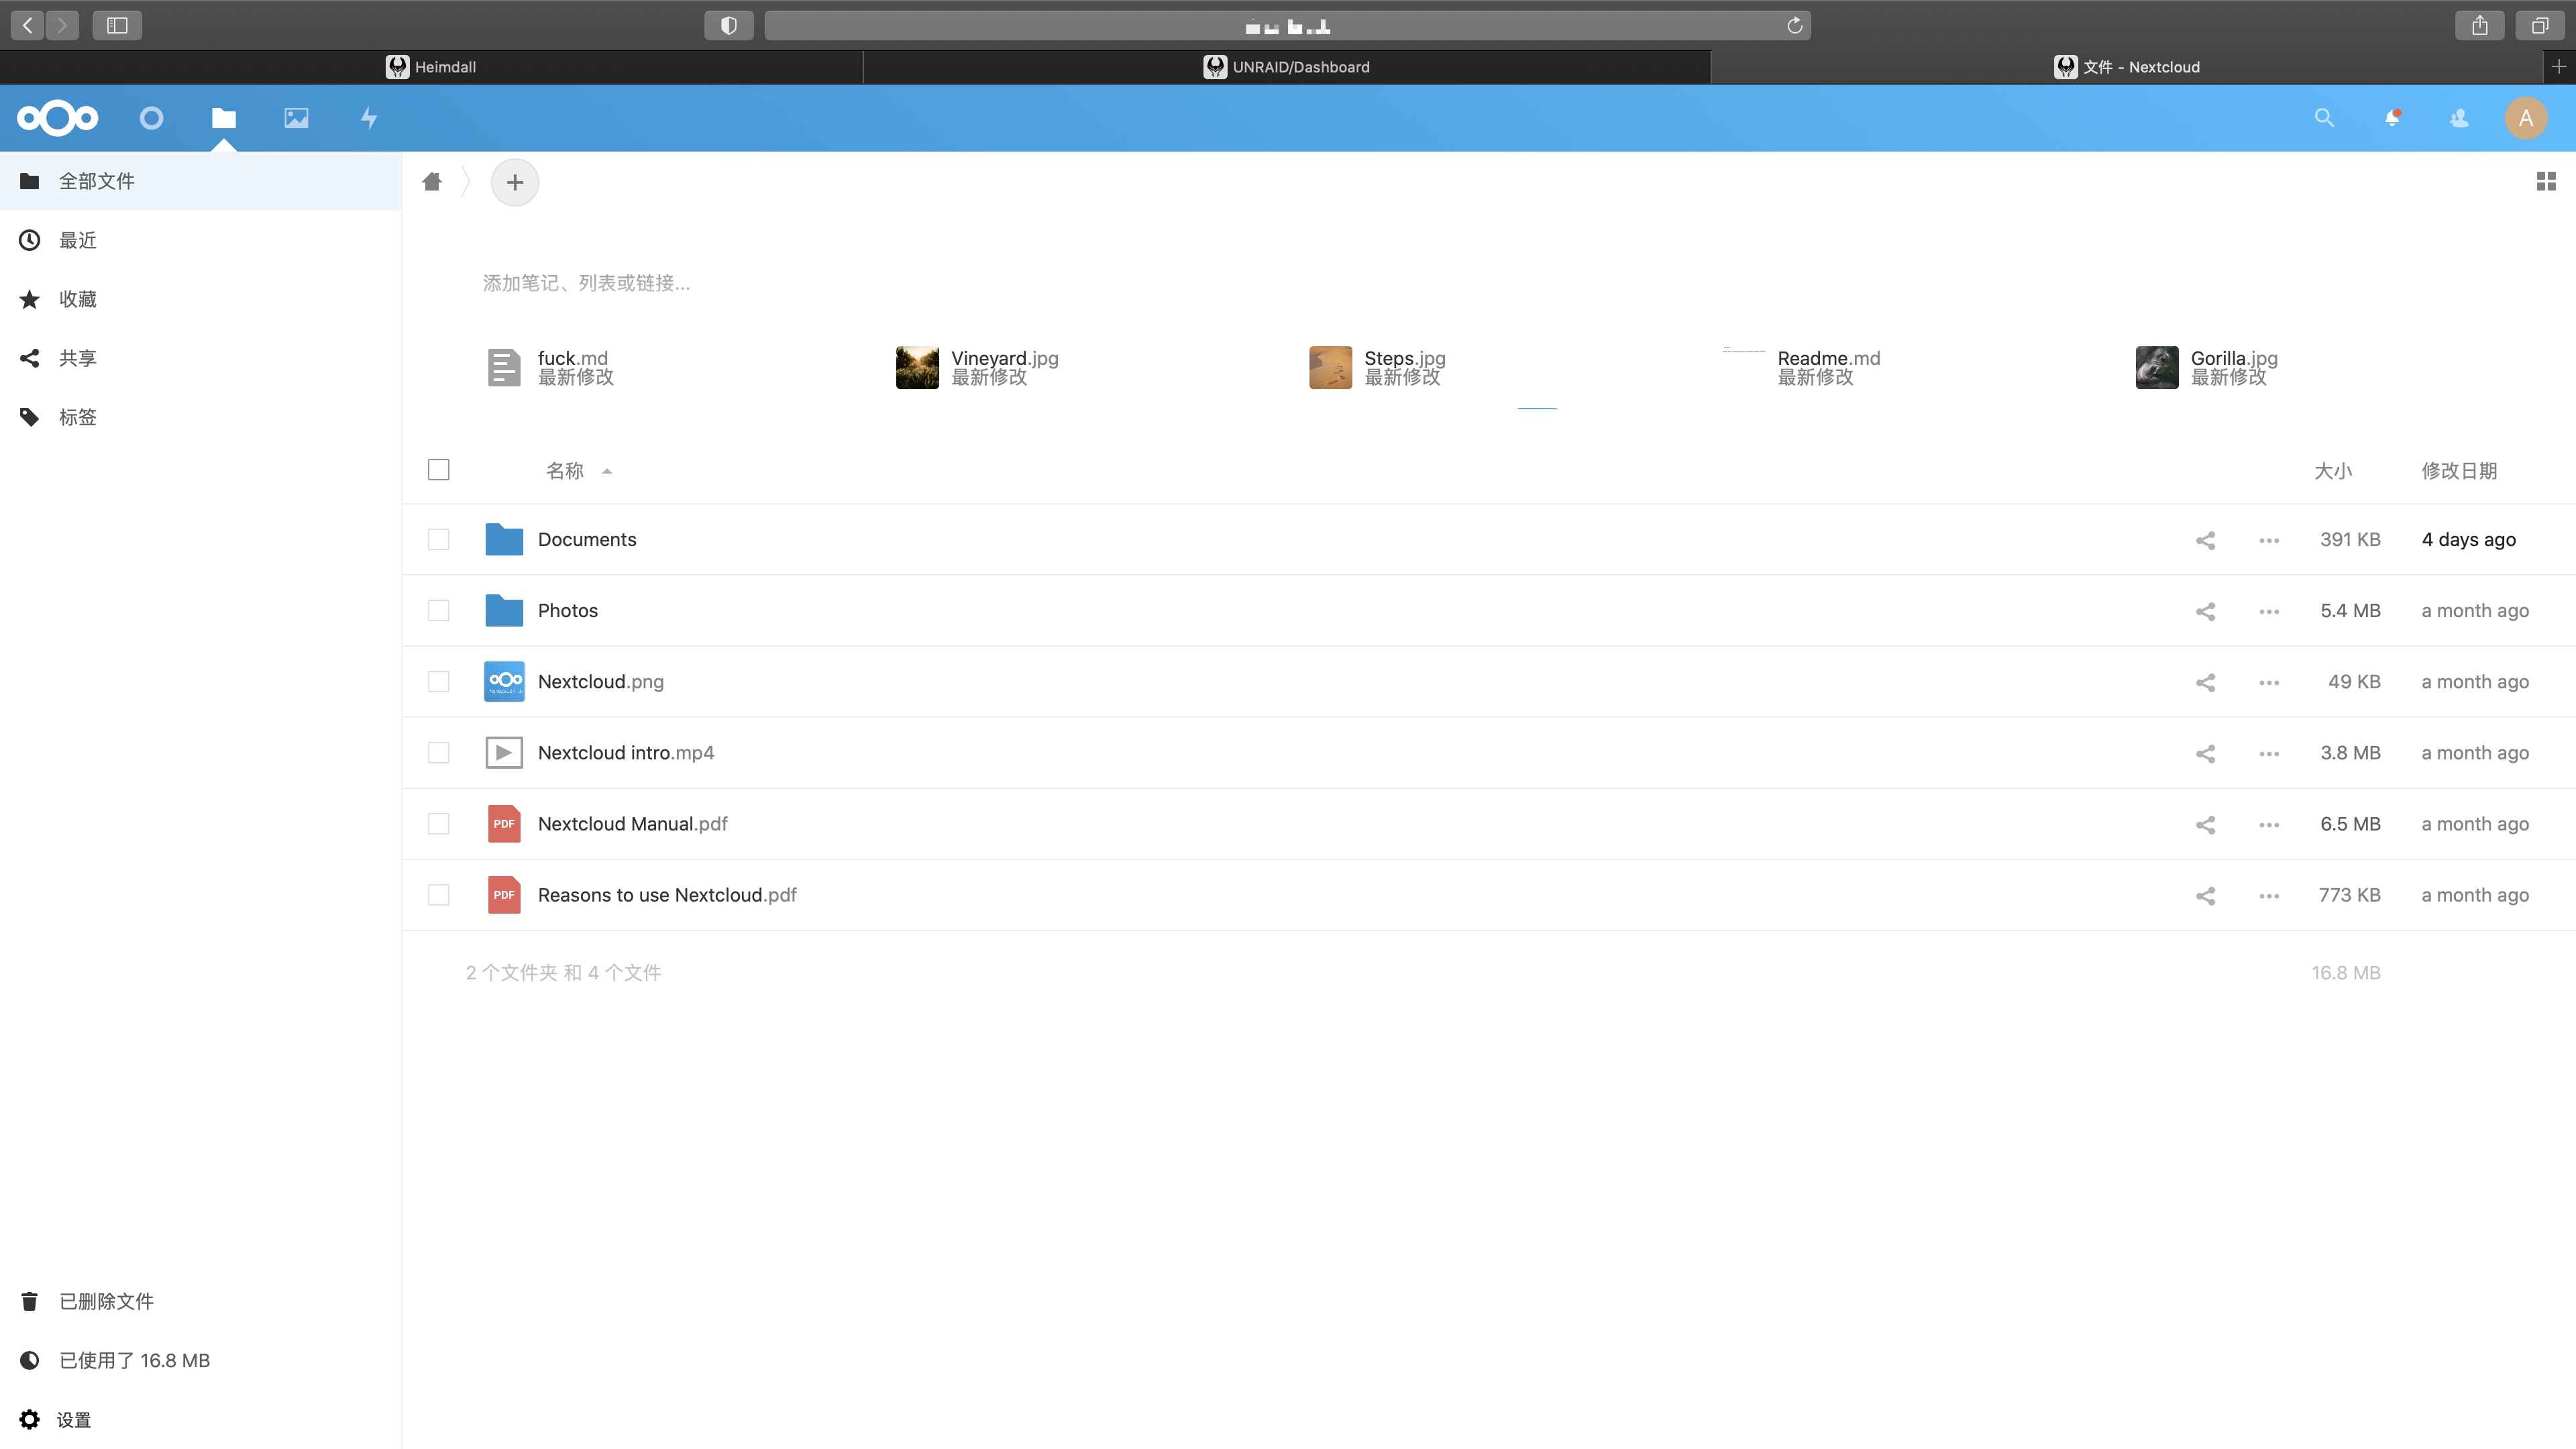 Heimdall
UNRAID/Dashboard
文件 - Nextcloud
A
全部文件
最近
收藏
共享
标签
添加笔记、列表或链接...
fuck.md
最新修改
Vineyard.jpg
最新修改
Steps.jpg
最新修改
Readme.md
最新修改
Gorilla.jpg
最新修改
名称 大小 修改日期
Documents 391 KB 4 days ago
Photos 5.4 MB a month ago
Nextcloud.png 49 KB a month ago
Nextcloud intro.mp4 3.8 MB a month ago
PDF Nextcloud Manual.pdf 6.5 MB a month ago
PDF Reasons to use Nextcloud.pdf 773 KB a month ago
2 个文件夹 和 4 个文件 16.8 MB
已删除文件
已使用了 16.8 MB
设置